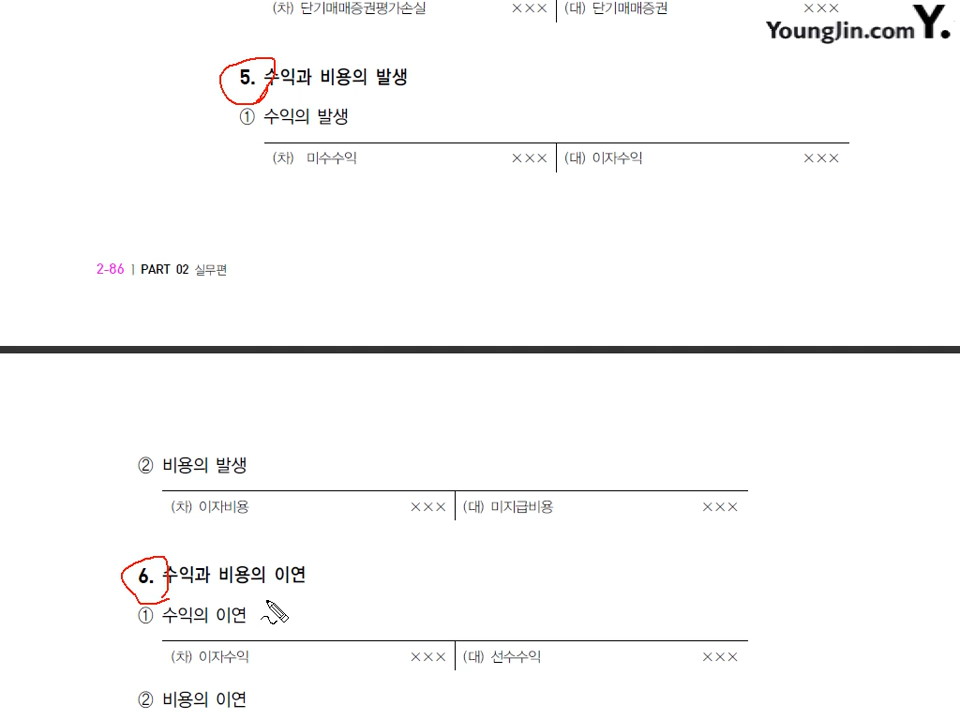 (차) 단기매매증권평가손실 ××× (대) 단기매매증권 ×××
YoungJin.com Y.
5. 수익과 비용의 발생
① 수익의 발생
(차) 미수수익 ××× (대) 이자수익 ×××
2-86 | PART 02 실무편
② 비용의 발생
(차) 이자비용 ××× (대) 미지급비용 ×××
6. 수익과 비용의 이연
① 수익의 이연
(차) 이자수익 ××× (대) 선수수익 ×××
② 비용의 이연